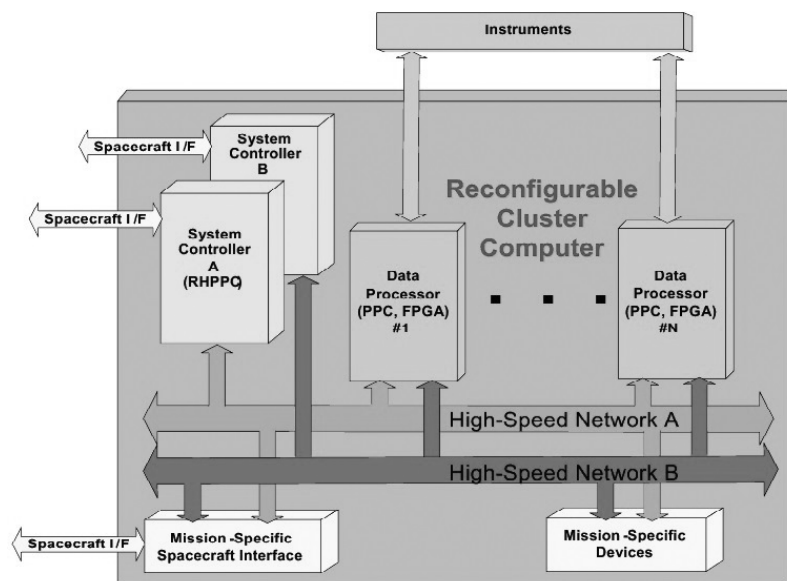 Instruments
Spacecraft I/F
System
Controller
B
Spacecraft I/F
System
Controller
A
(RHPPC)
Reconfigurable
Cluster
Computer
Data
Processor
(PPC, FPGA)
#1
Data
Processor
(PPC, FPGA)
#N
High-Speed Network A
High-Speed Network B
Spacecraft I/F
Mission -Specific
Spacecraft Interface
Mission -Specific
Devices